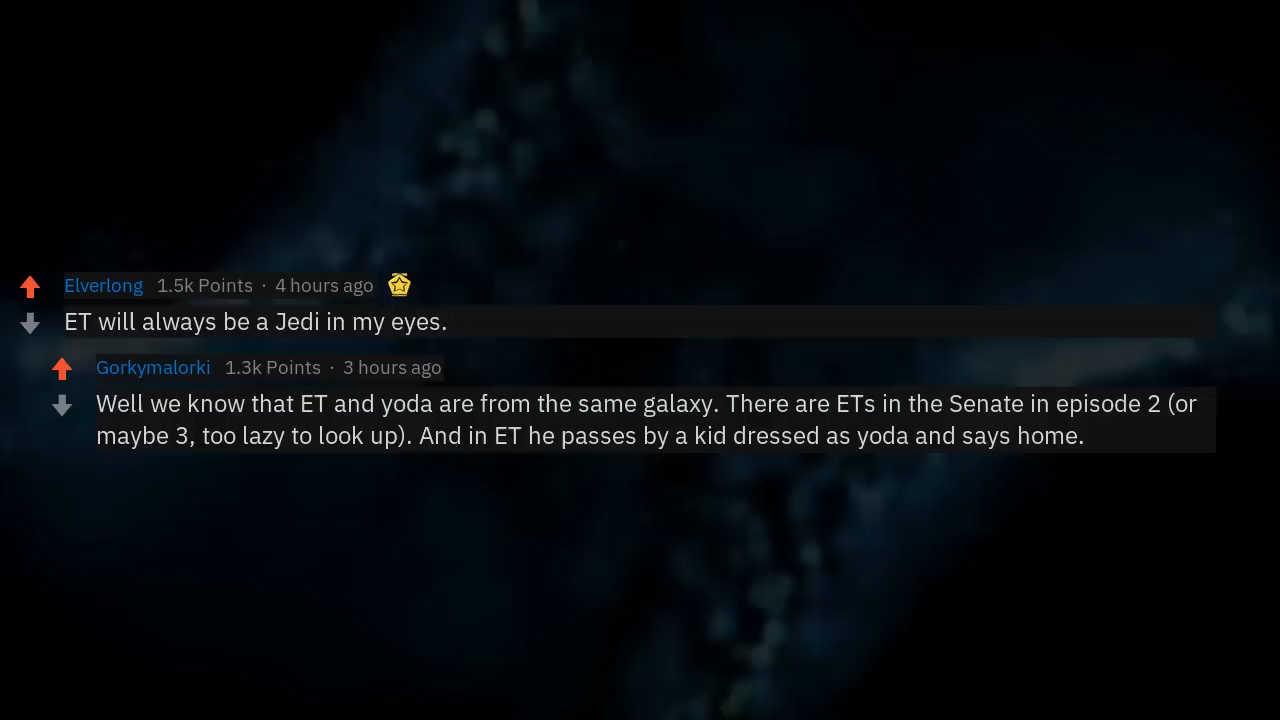 Elverlong 1.5k Points · 4 hours ago
ET will always be a Jedi in my eyes.
Gorkymalorki 1.3k Points · 3 hours ago
Well we know that ET and yoda are from the same galaxy. There are ETs in the Senate in episode 2 (or
maybe 3, too lazy to look up). And in ET he passes by a kid dressed as yoda and says home.